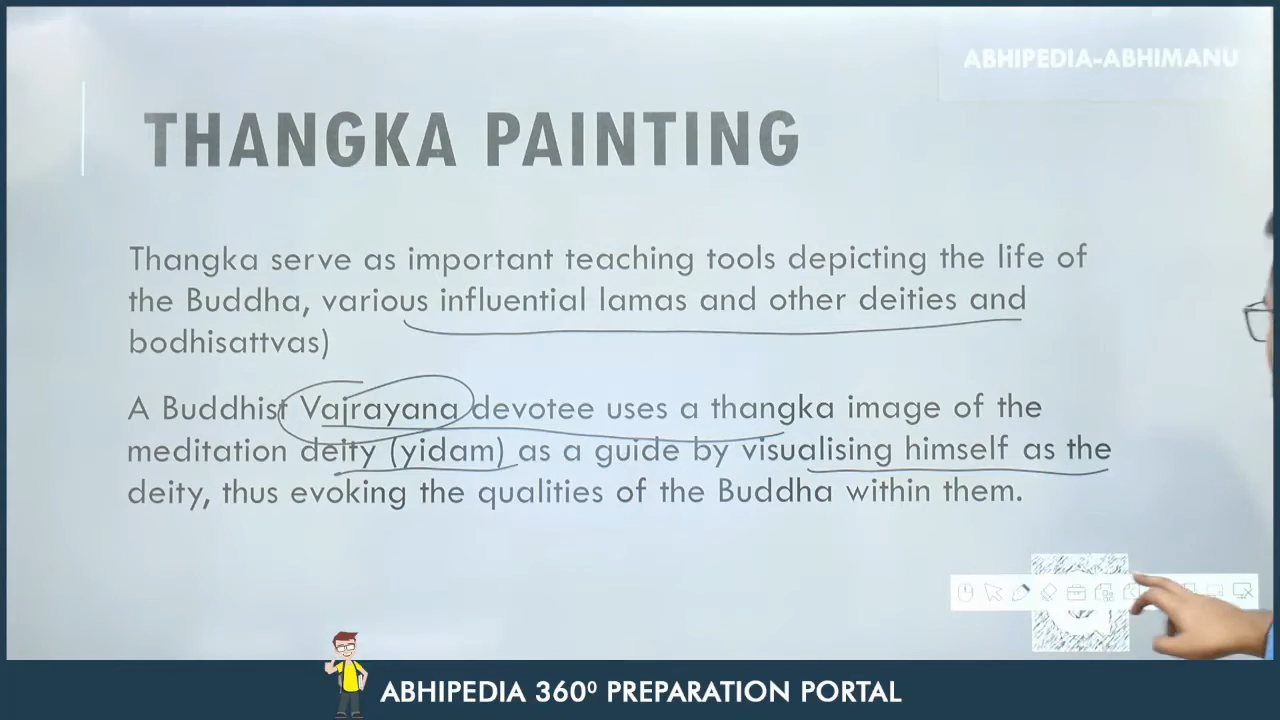 ABHIPEDIA-ABHIMANU
THANGKA PAINTING
Thangka serve as important teaching tools depicting the life of
the Buddha, various influential lamas and other deities and
bodhisattvas)
A Buddhist Vajrayana devotee uses a thangka image of the
meditation deity (yidam) as a guide by visualising himself as the
deity, thus evoking the qualities of the Buddha within them.
ABHIPEDIA 360⁰ PREPARATION PORTAL